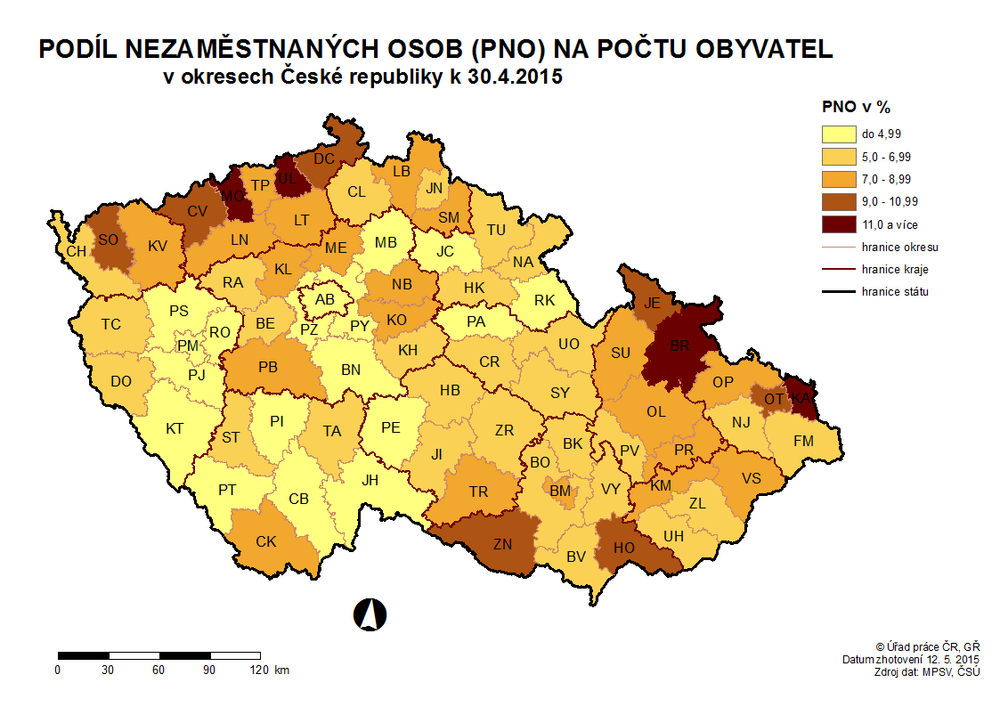 PODÍL NEZAMĚSTNANÝCH OSOB (PNO) NA POČTU OBYVATEL
v okresech České republiky k 30.4.2015
PNO v %
do 4,99
5,0 - 6,99
7,0 - 8,99
9,0 - 10,99
11,0 a více
hranice okresu
hranice kraje
hranice státu
DC
UL
LB
MO
TP
CL
JN
CV
LT
SM
TU
SO
KV
LN
ME
MB
JC
CH
KL
NA
RA
NB
HK
AB
RK
JE
PS
KO
PA
TC
BE
PZ
PY
RO
PM
UO
BR
KH
SU
PB
BN
CR
PJ
DO
OP
HB
SY
OT
KA
OL
KT
PI
PE
ZR
NJ
ST
TA
FM
BK
PV
PR
JI
BO
JH
VS
PT
TR
BM
VY
KM
CB
ZL
CK
UH
ZN
HO
BV
0 30 60 90 120 km
© Úřad práce ČR, GŘ
Datum zhotovení 12. 5. 2015
Zdroj dat: MPSV, ČSÚ